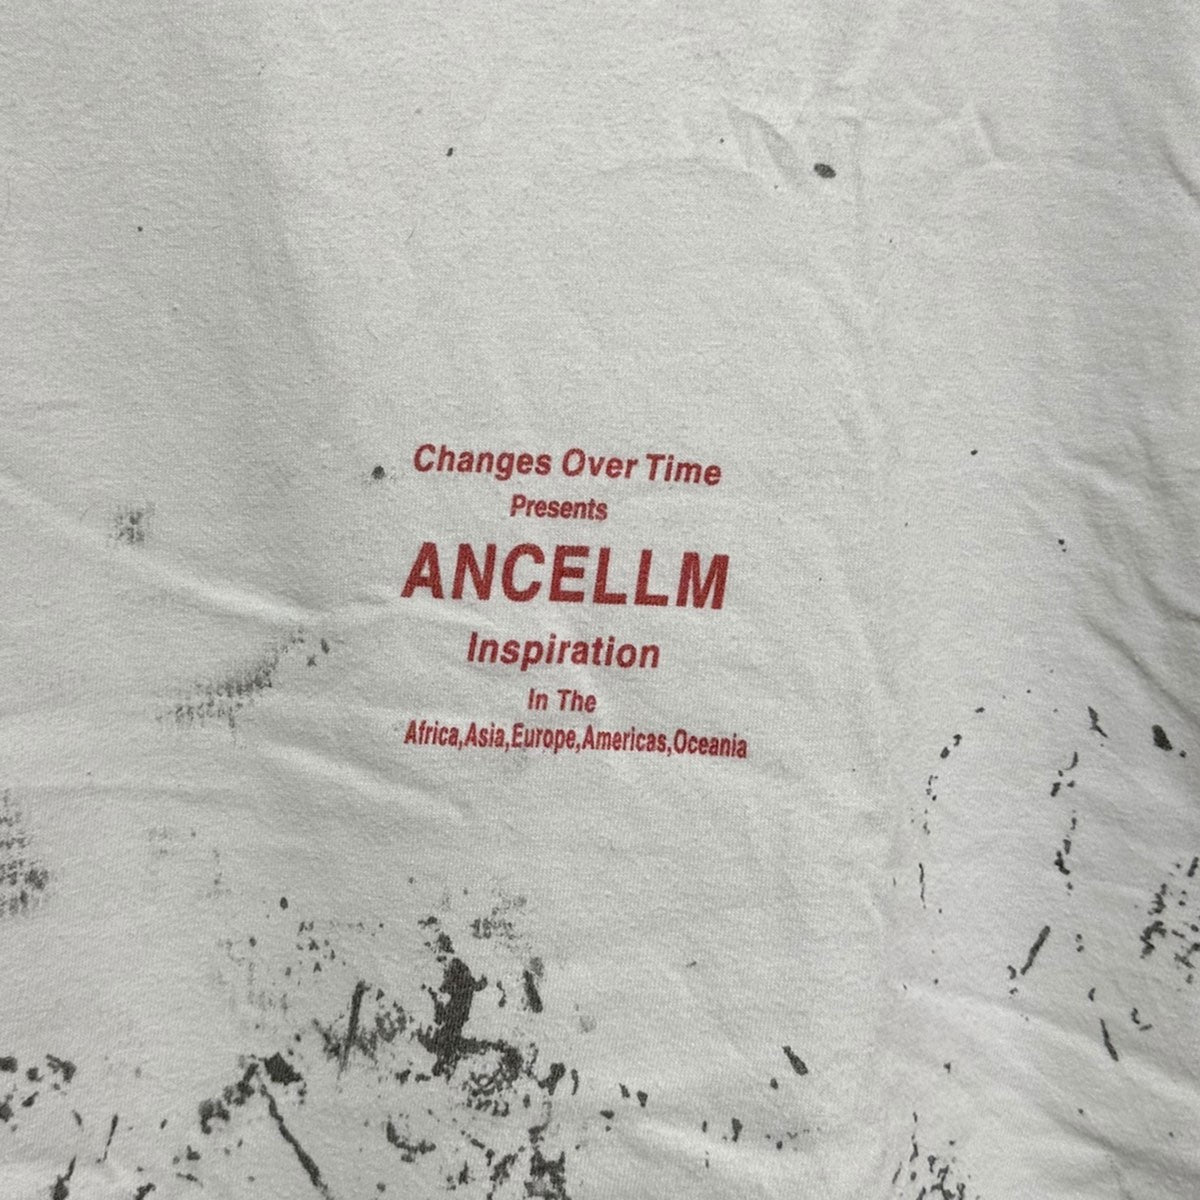 Changes Over Time
Presents
ANCELLM
Inspiration
In The
Africa,Asia,Europe,Americas,Oceania